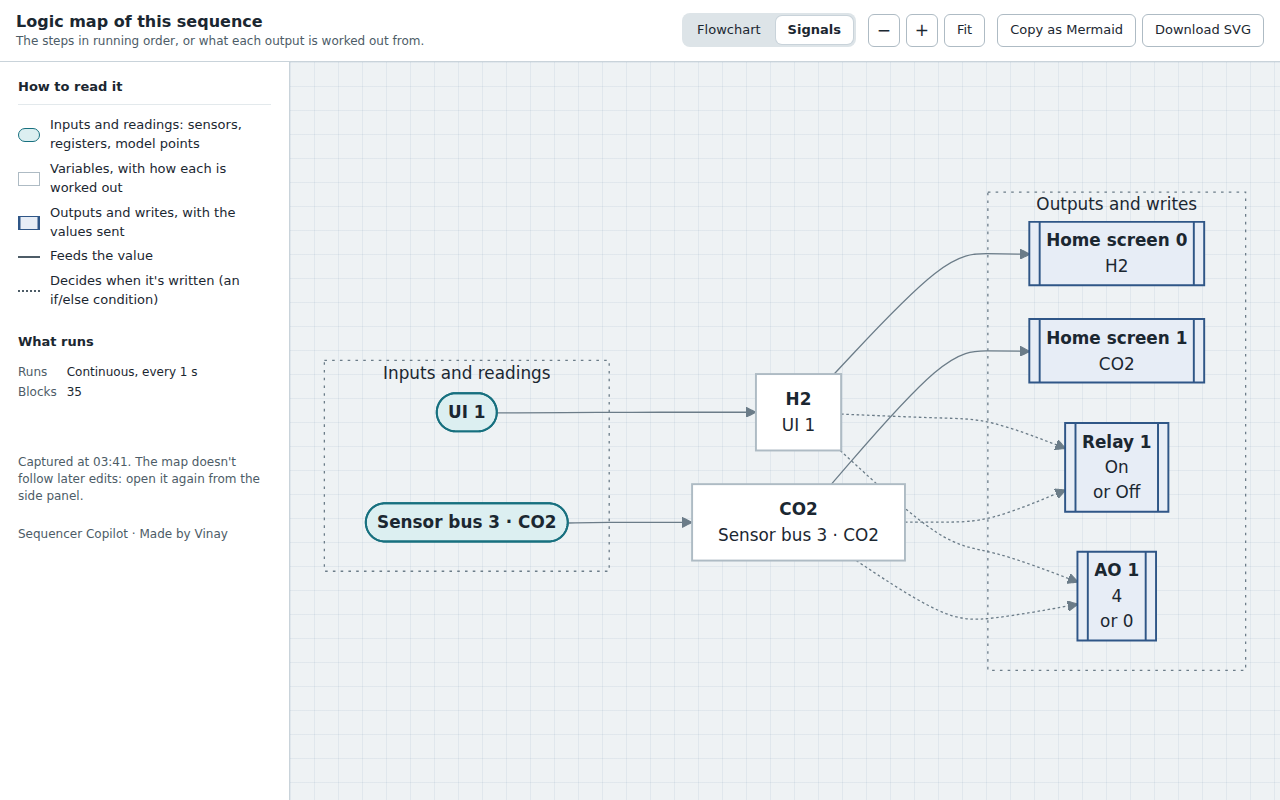 Logic map of this sequence
The steps in running order, or what each output is worked out from.
Flowchart
Signals
−
+
Fit
Copy as Mermaid
Download SVG
How to read it
Inputs and readings: sensors,
registers, model points
Variables, with how each is
worked out
Outputs and writes, with the
values sent
Feeds the value
Decides when it's written (an
if/else condition)
What runs
Runs Continuous, every 1 s
Blocks 35
Captured at 03:41. The map doesn't
follow later edits: open it again from the
side panel.
Sequencer Copilot · Made by Vinay
Inputs and readings
UI 1
Sensor bus 3 · CO2
H2
UI 1
CO2
Sensor bus 3 · CO2
Outputs and writes
Home screen 0
H2
Home screen 1
CO2
Relay 1
On
or Off
AO 1
4
or 0